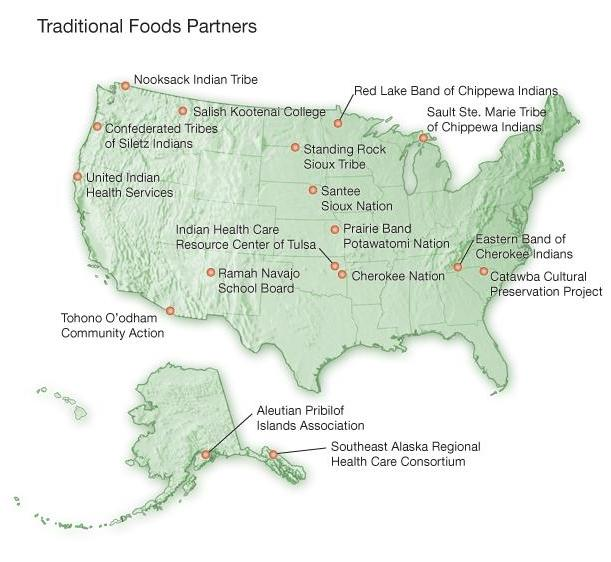 Traditional Foods Partners
Nooksack Indian Tribe
Red Lake Band of Chippewa Indians
Salish Kootenai College
Sault Ste. Marie Tribe
of Chippewa Indians
Confederated Tribes
of Siletz Indians
Standing Rock
Sioux Tribe
United Indian
Health Services
Santee
Sioux Nation
Indian Health Care
Resource Center of Tulsa
Prairie Band
Potawatomi Nation
Eastern Band of
Cherokee Indians
Ramah Navajo
School Board
Cherokee Nation
Catawba Cultural
Preservation Project
Tohono O'odham
Community Action
Aleutian Pribilof
Islands Association
Southeast Alaska Regional
Health Care Consortium